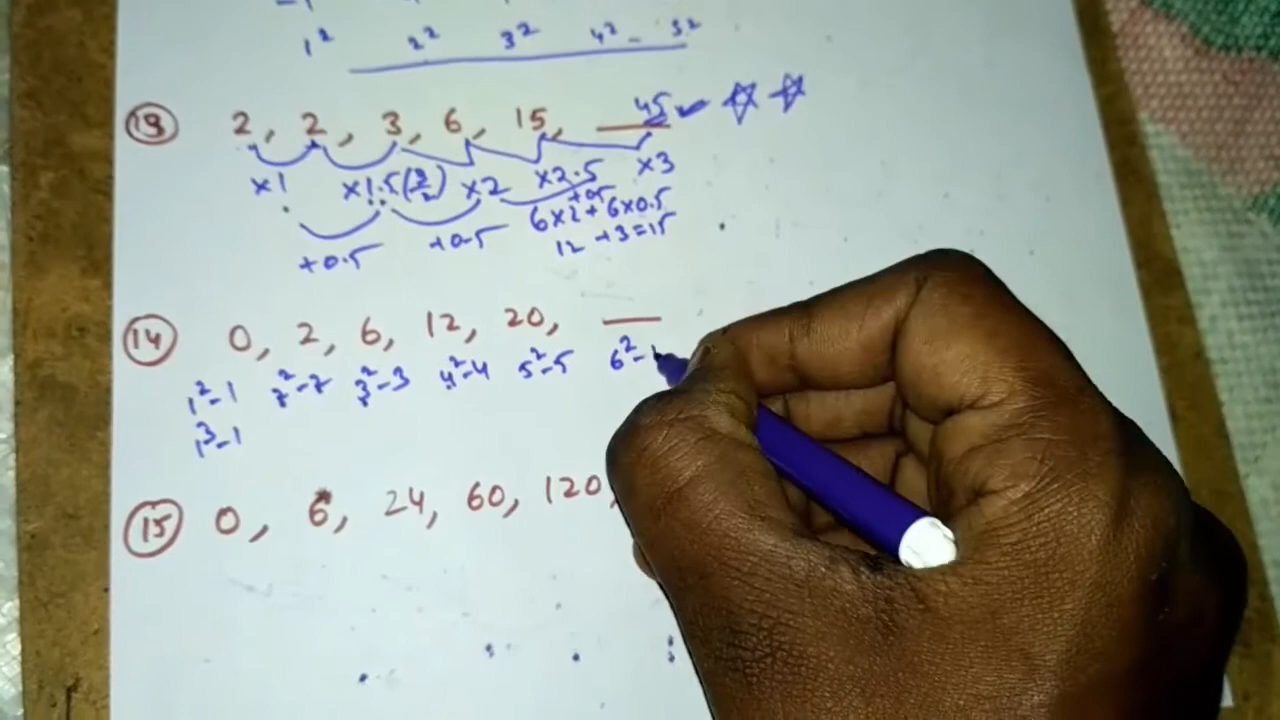 1² 2² 3² 4² - 5²
13 2, 2, 3, 6, 15, 45 ✓ ☆ ☆
×1 ×1.5(3/2) ×2 ×2.5 ×3
+0.5 +0.5 +0.5 6×2+6×0.5
12 +3=15
14 0, 2, 6, 12, 20, ___
1²-1 2²-2 3²-3 4²-4 5²-5 6²-
1³-1
15 0, 6, 24, 60, 120,